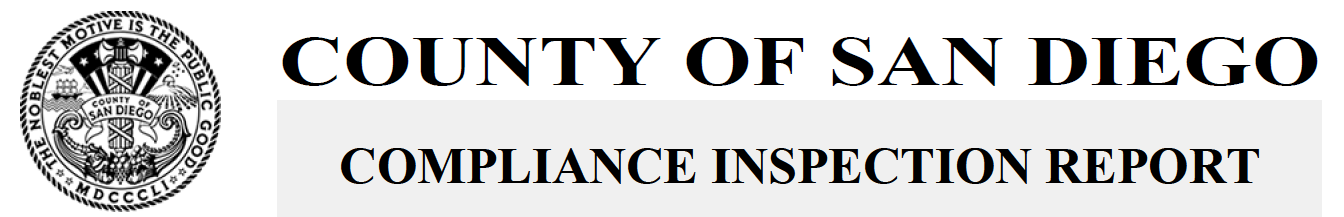 THE NOBLEST MOTIVE IS THE PUBLIC GOOD
COUNTY OF
SAN DIEGO
MDCCCLI
COUNTY OF SAN DIEGO
COMPLIANCE INSPECTION REPORT